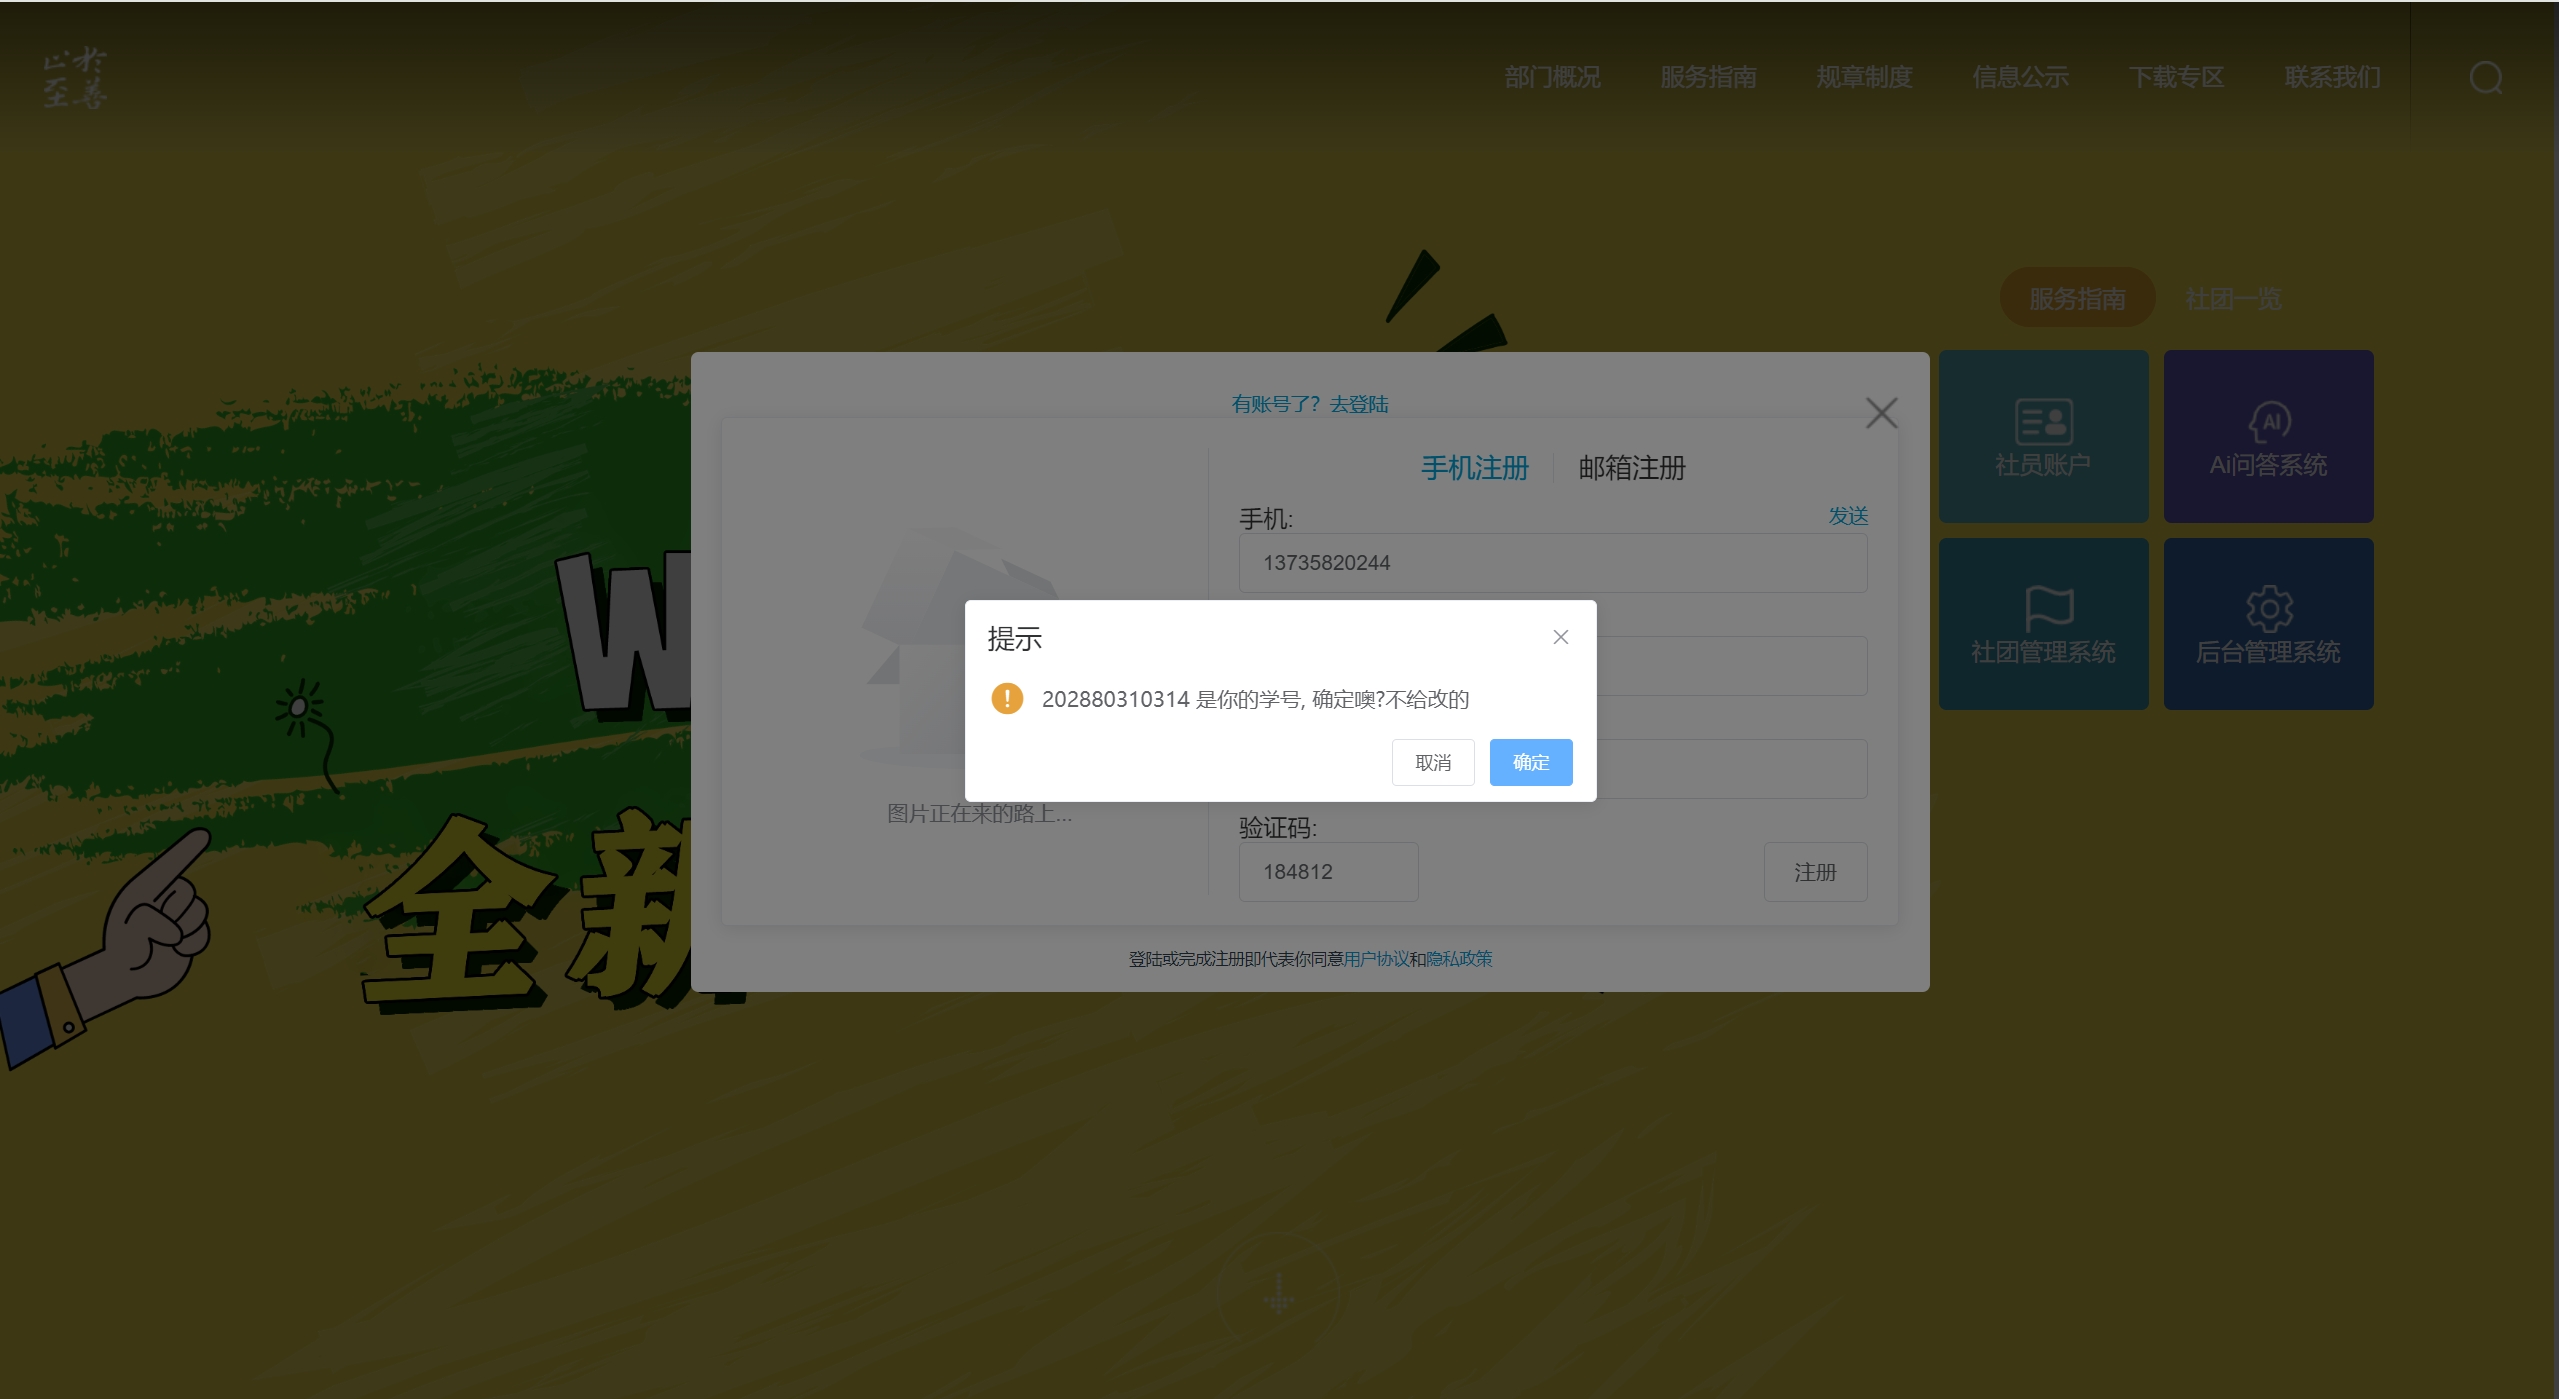 止於
至善
部门概况
服务指南
规章制度
信息公示
下载专区
联系我们
服务指南
社团一览
社员账户
Ai问答系统
社团管理系统
后台管理系统
W
全新
有账号了？去登陆
手机注册
邮箱注册
手机:
发送
13735820244
提示
202880310314 是你的学号, 确定噢?不给改的
取消
确定
图片正在来的路上...
验证码:
184812
注册
登陆或完成注册即代表你同意用户协议和隐私政策